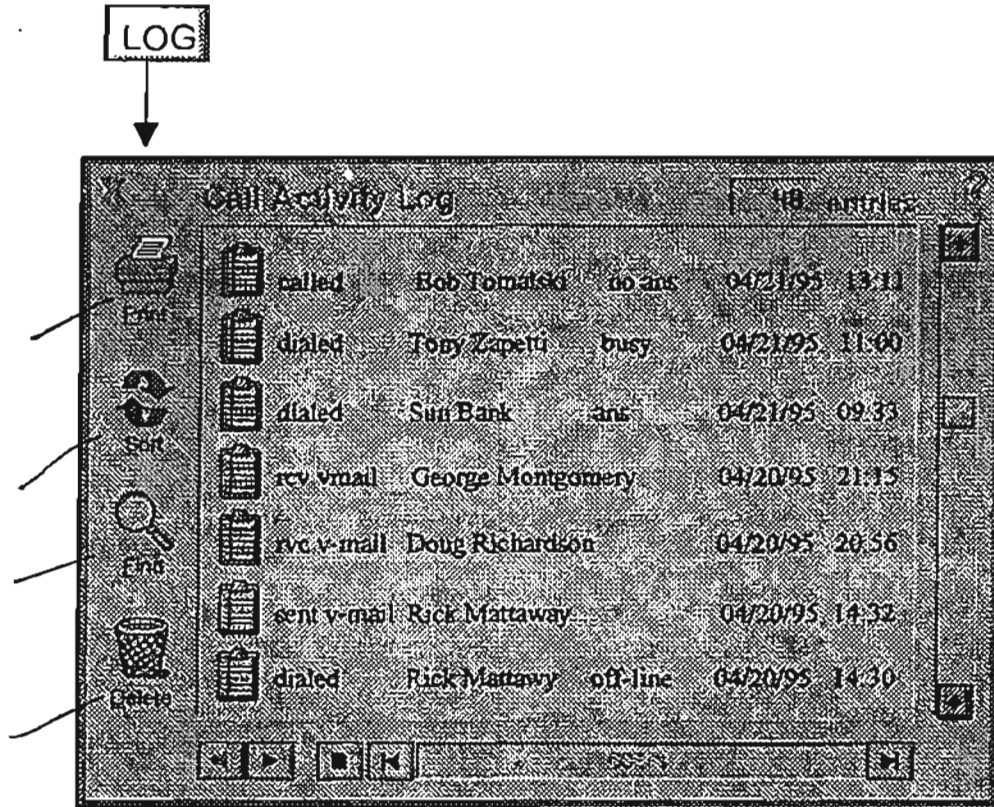 LOG
Call Activity Log 48 entries
Print
Sort
Find
Delete
called Bob Tomatski no ans 04/21/95 13:11
dialed Tony Zapetti busy 04/21/95 11:00
dialed Sun Bank ans 04/21/95 09:33
rcv vmail George Montgomery 04/20/95 21:15
rvc v-mail Doug Richardson 04/20/95 20:56
sent v-mail Rick Mattaway 04/20/95 14:32
dialed Rick Mattawy off-line 04/20/95 14:30